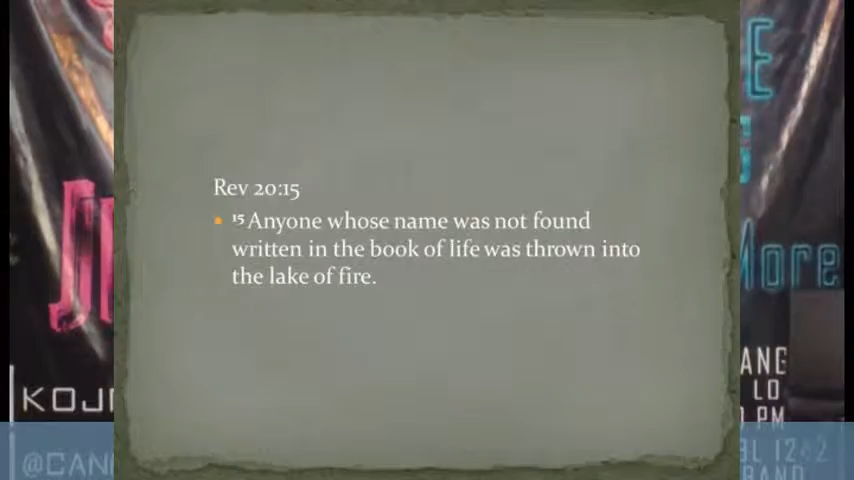 Rev 20:15
15 Anyone whose name was not found
written in the book of life was thrown into
the lake of fire.
More
ANG
LO
PM
@CAN